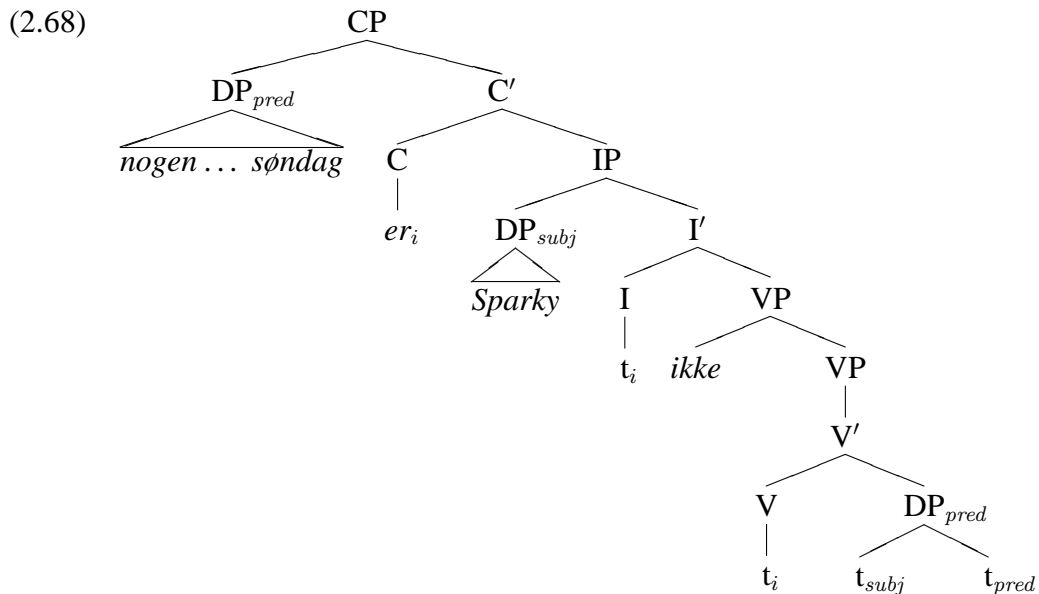 (2.68) CP
DP_pred C′
nogen … søndag C IP
er_i DP_subj I′
Sparky I VP
t_i ikke VP
V′
V DP_pred
t_i t_subj t_pred